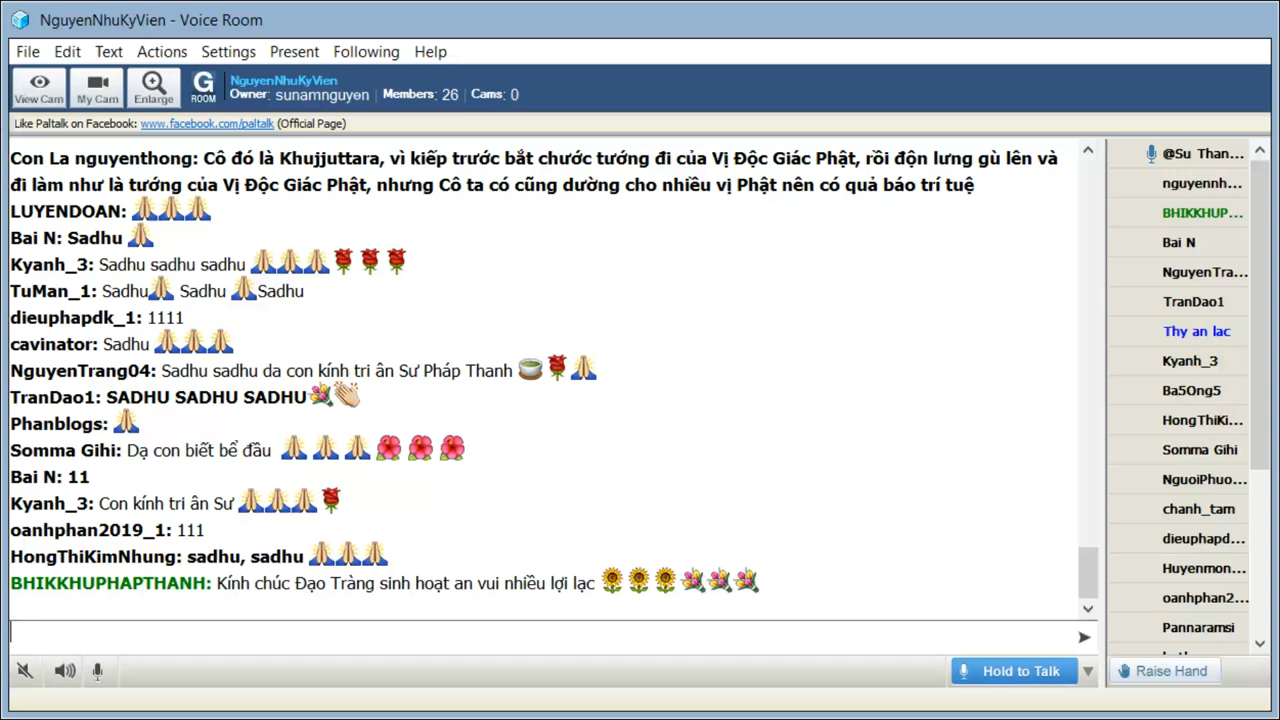 NguyenNhuKyVien - Voice Room
File Edit Text Actions Settings Present Following Help
View Cam My Cam Enlarge G ROOM
NguyenNhuKyVien
Owner: sunamnguyen Members: 26 Cams: 0
Like Paltalk on Facebook: www.facebook.com/paltalk (Official Page)
Con La nguyenthong: Cô đó là Khujjuttara, vì kiếp trước bắt chước tướng đi của Vị Độc Giác Phật, rồi độn lưng gù lên và
đi làm như là tướng của Vị Độc Giác Phật, nhưng Cô ta có cũng dường cho nhiều vị Phật nên có quả báo trí tuệ
LUYENDOAN: 🙏🙏🙏
Bai N: Sadhu 🙏
Kyanh_3: Sadhu sadhu sadhu 🙏🙏🙏🌹🌹🌹
TuMan_1: Sadhu🙏 Sadhu 🙏Sadhu
dieuphapdk_1: 1111
cavinator: Sadhu 🙏🙏🙏
NguyenTrang04: Sadhu sadhu da con kính tri ân Sư Pháp Thanh 🍵🌹🙏
TranDao1: SADHU SADHU SADHU💐👏
Phanblogs: 🙏
Somma Gihi: Dạ con biết bể đầu 🙏🙏🙏🌺🌺🌺
Bai N: 11
Kyanh_3: Con kính tri ân Sư 🙏🙏🙏🌹
oanhphan2019_1: 111
HongThiKimNhung: sadhu, sadhu 🙏🙏🙏
BHIKKHUPHAPTHANH: Kính chúc Đạo Tràng sinh hoạt an vui nhiều lợi lạc 🌻🌻🌻💐💐💐
@Su Than...
nguyennh...
BHIKKHUP...
Bai N
NguyenTra...
TranDao1
Thy an lac
Kyanh_3
Ba5Ong5
HongThiKi...
Somma Gihi
NguoiPhuo...
chanh_tam
dieuphapd...
Huyenmon...
oanhphan2...
Pannaramsi
Hold to Talk
Raise Hand